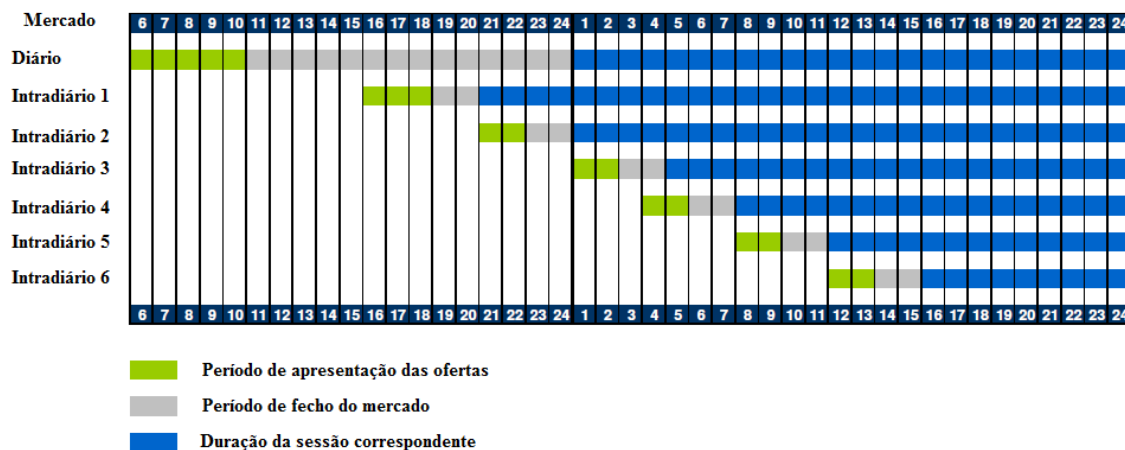 Mercado 6 7 8 9 10 11 12 13 14 15 16 17 18 19 20 21 22 23 24 1 2 3 4 5 6 7 8 9 10 11 12 13 14 15 16 17 18 19 20 21 22 23 24
Diário
Intradiário 1
Intradiário 2
Intradiário 3
Intradiário 4
Intradiário 5
Intradiário 6
6 7 8 9 10 11 12 13 14 15 16 17 18 19 20 21 22 23 24 1 2 3 4 5 6 7 8 9 10 11 12 13 14 15 16 17 18 19 20 21 22 23 24
Período de apresentação das ofertas
Período de fecho do mercado
Duração da sessão correspondente